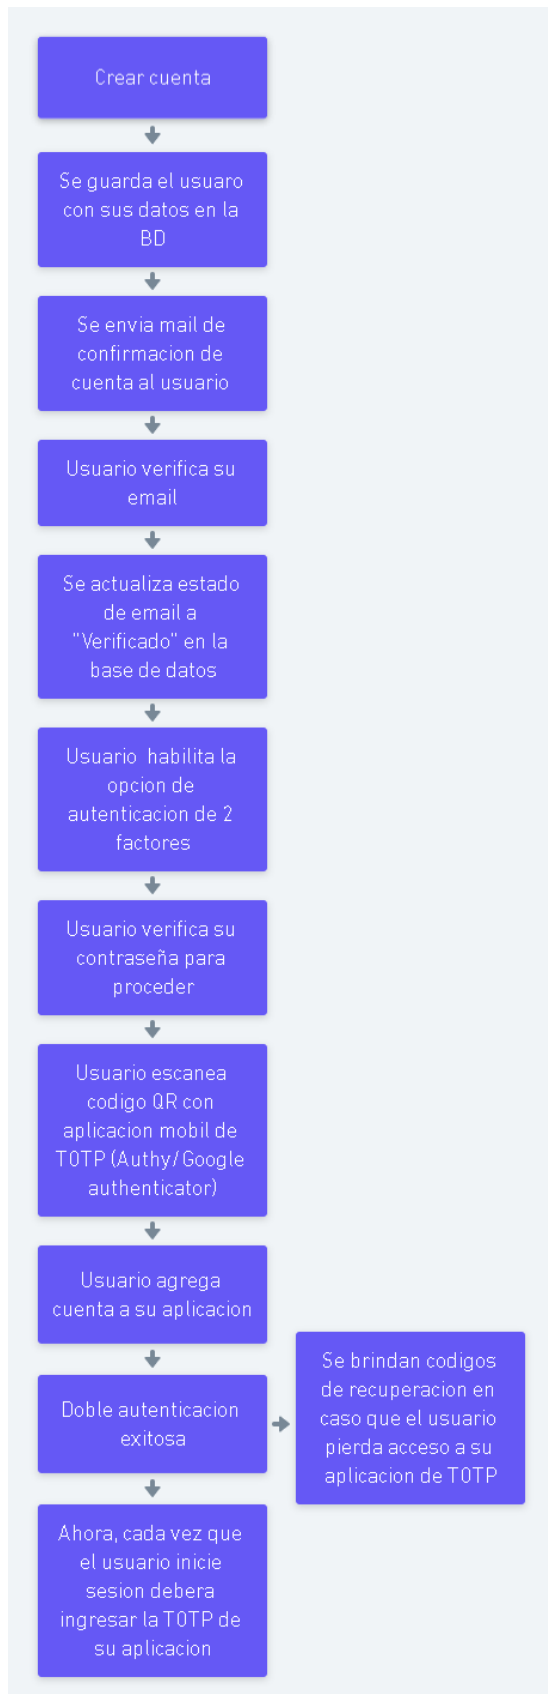 Crear cuenta
Se guarda el usuaro
con sus datos en la
BD
Se envia mail de
confirmacion de
cuenta al usuario
Usuario verifica su
email
Se actualiza estado
de email a
"Verificado" en la
base de datos
Usuario habilita la
opcion de
autenticacion de 2
factores
Usuario verifica su
contraseña para
proceder
Usuario escanea
codigo QR con
aplicacion mobil de
TOTP (Authy/Google
authenticator)
Usuario agrega
cuenta a su aplicacion
Doble autenticacion
exitosa
Se brindan codigos
de recuperacion en
caso que el usuario
pierda acceso a su
aplicacion de TOTP
Ahora, cada vez que
el usuario inicie
sesion debera
ingresar la TOTP de
su aplicacion